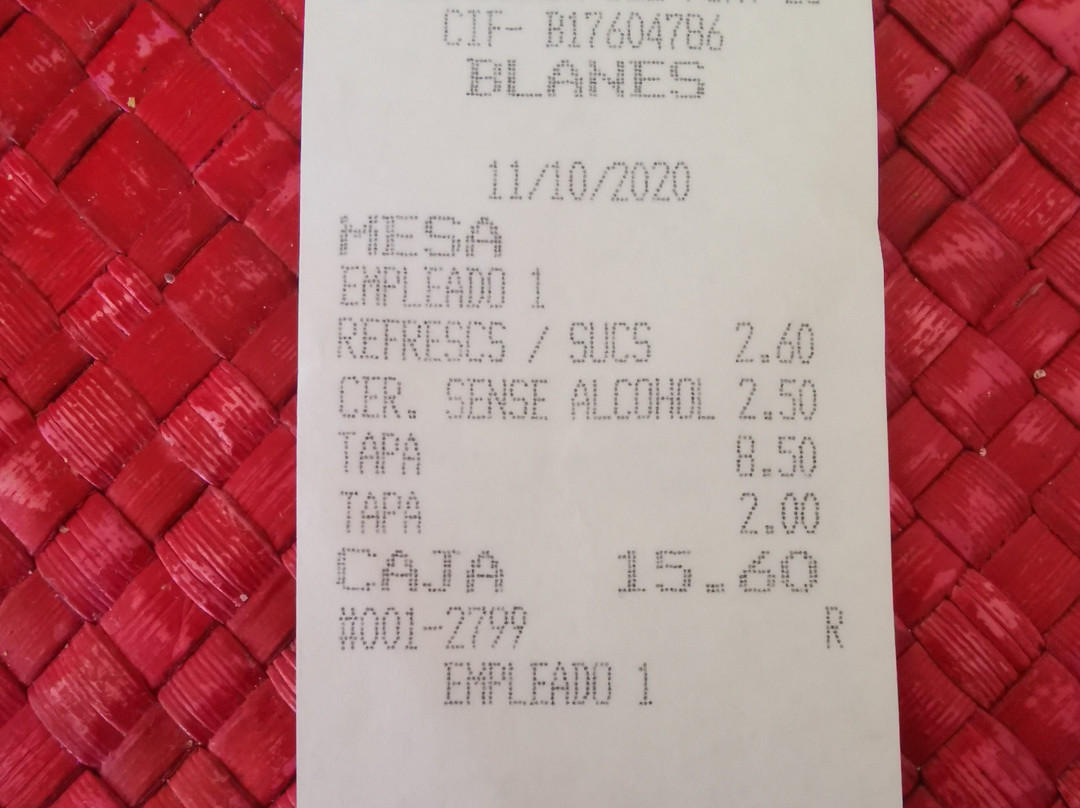 CIF- B17604786
BLANES
11/10/2020
MESA
EMPLEADO 1
REFRESCS / SUCS 2.60
CER. SENSE ALCOHOL 2.50
TAPA 8.50
TAPA 2.00
CAJA 15.60
#001-2799 R
EMPLEADO 1